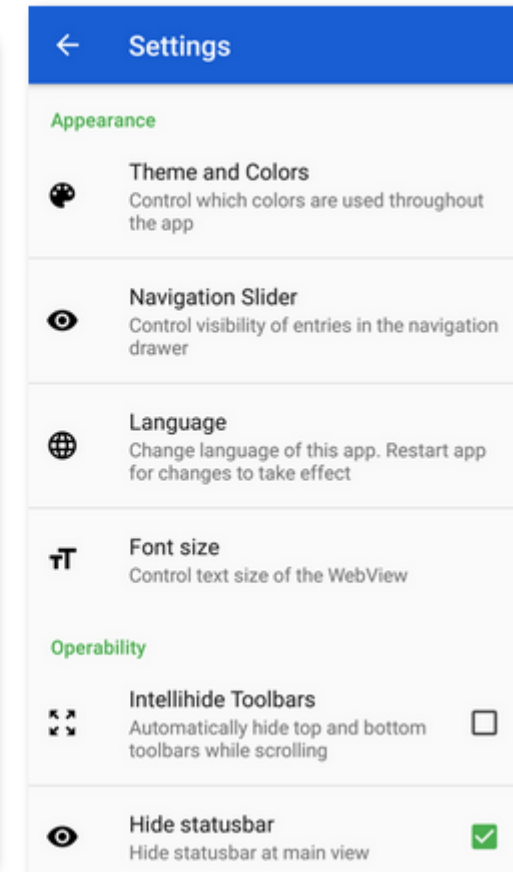 Settings
Appearance
Theme and Colors
Control which colors are used throughout
the app
Navigation Slider
Control visibility of entries in the navigation
drawer
Language
Change language of this app. Restart app
for changes to take effect
Font size
Control text size of the WebView
Operability
Intellihide Toolbars
Automatically hide top and bottom
toolbars while scrolling
Hide statusbar
Hide statusbar at main view